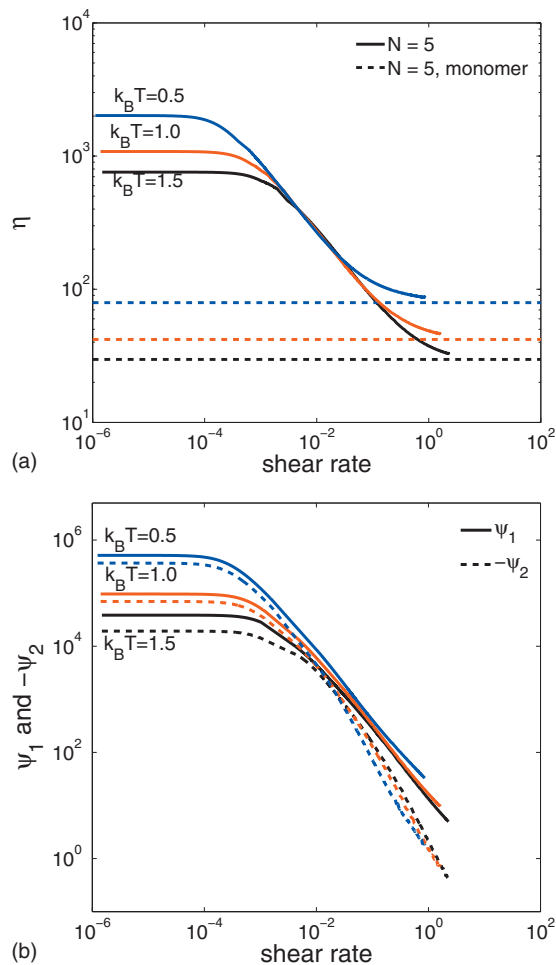 10^4
N = 5
N = 5, monomer
k_BT=0.5
10^3
k_BT=1.0
k_BT=1.5
η
10^2
10^1
10^−6
10^−4
10^−2
10^0
10^2
(a)
shear rate
10^6
k_BT=0.5
ψ_1
−ψ_2
k_BT=1.0
10^4
k_BT=1.5
ψ_1 and −ψ_2
10^2
10^0
10^−6
10^−4
10^−2
10^0
10^2
(b)
shear rate